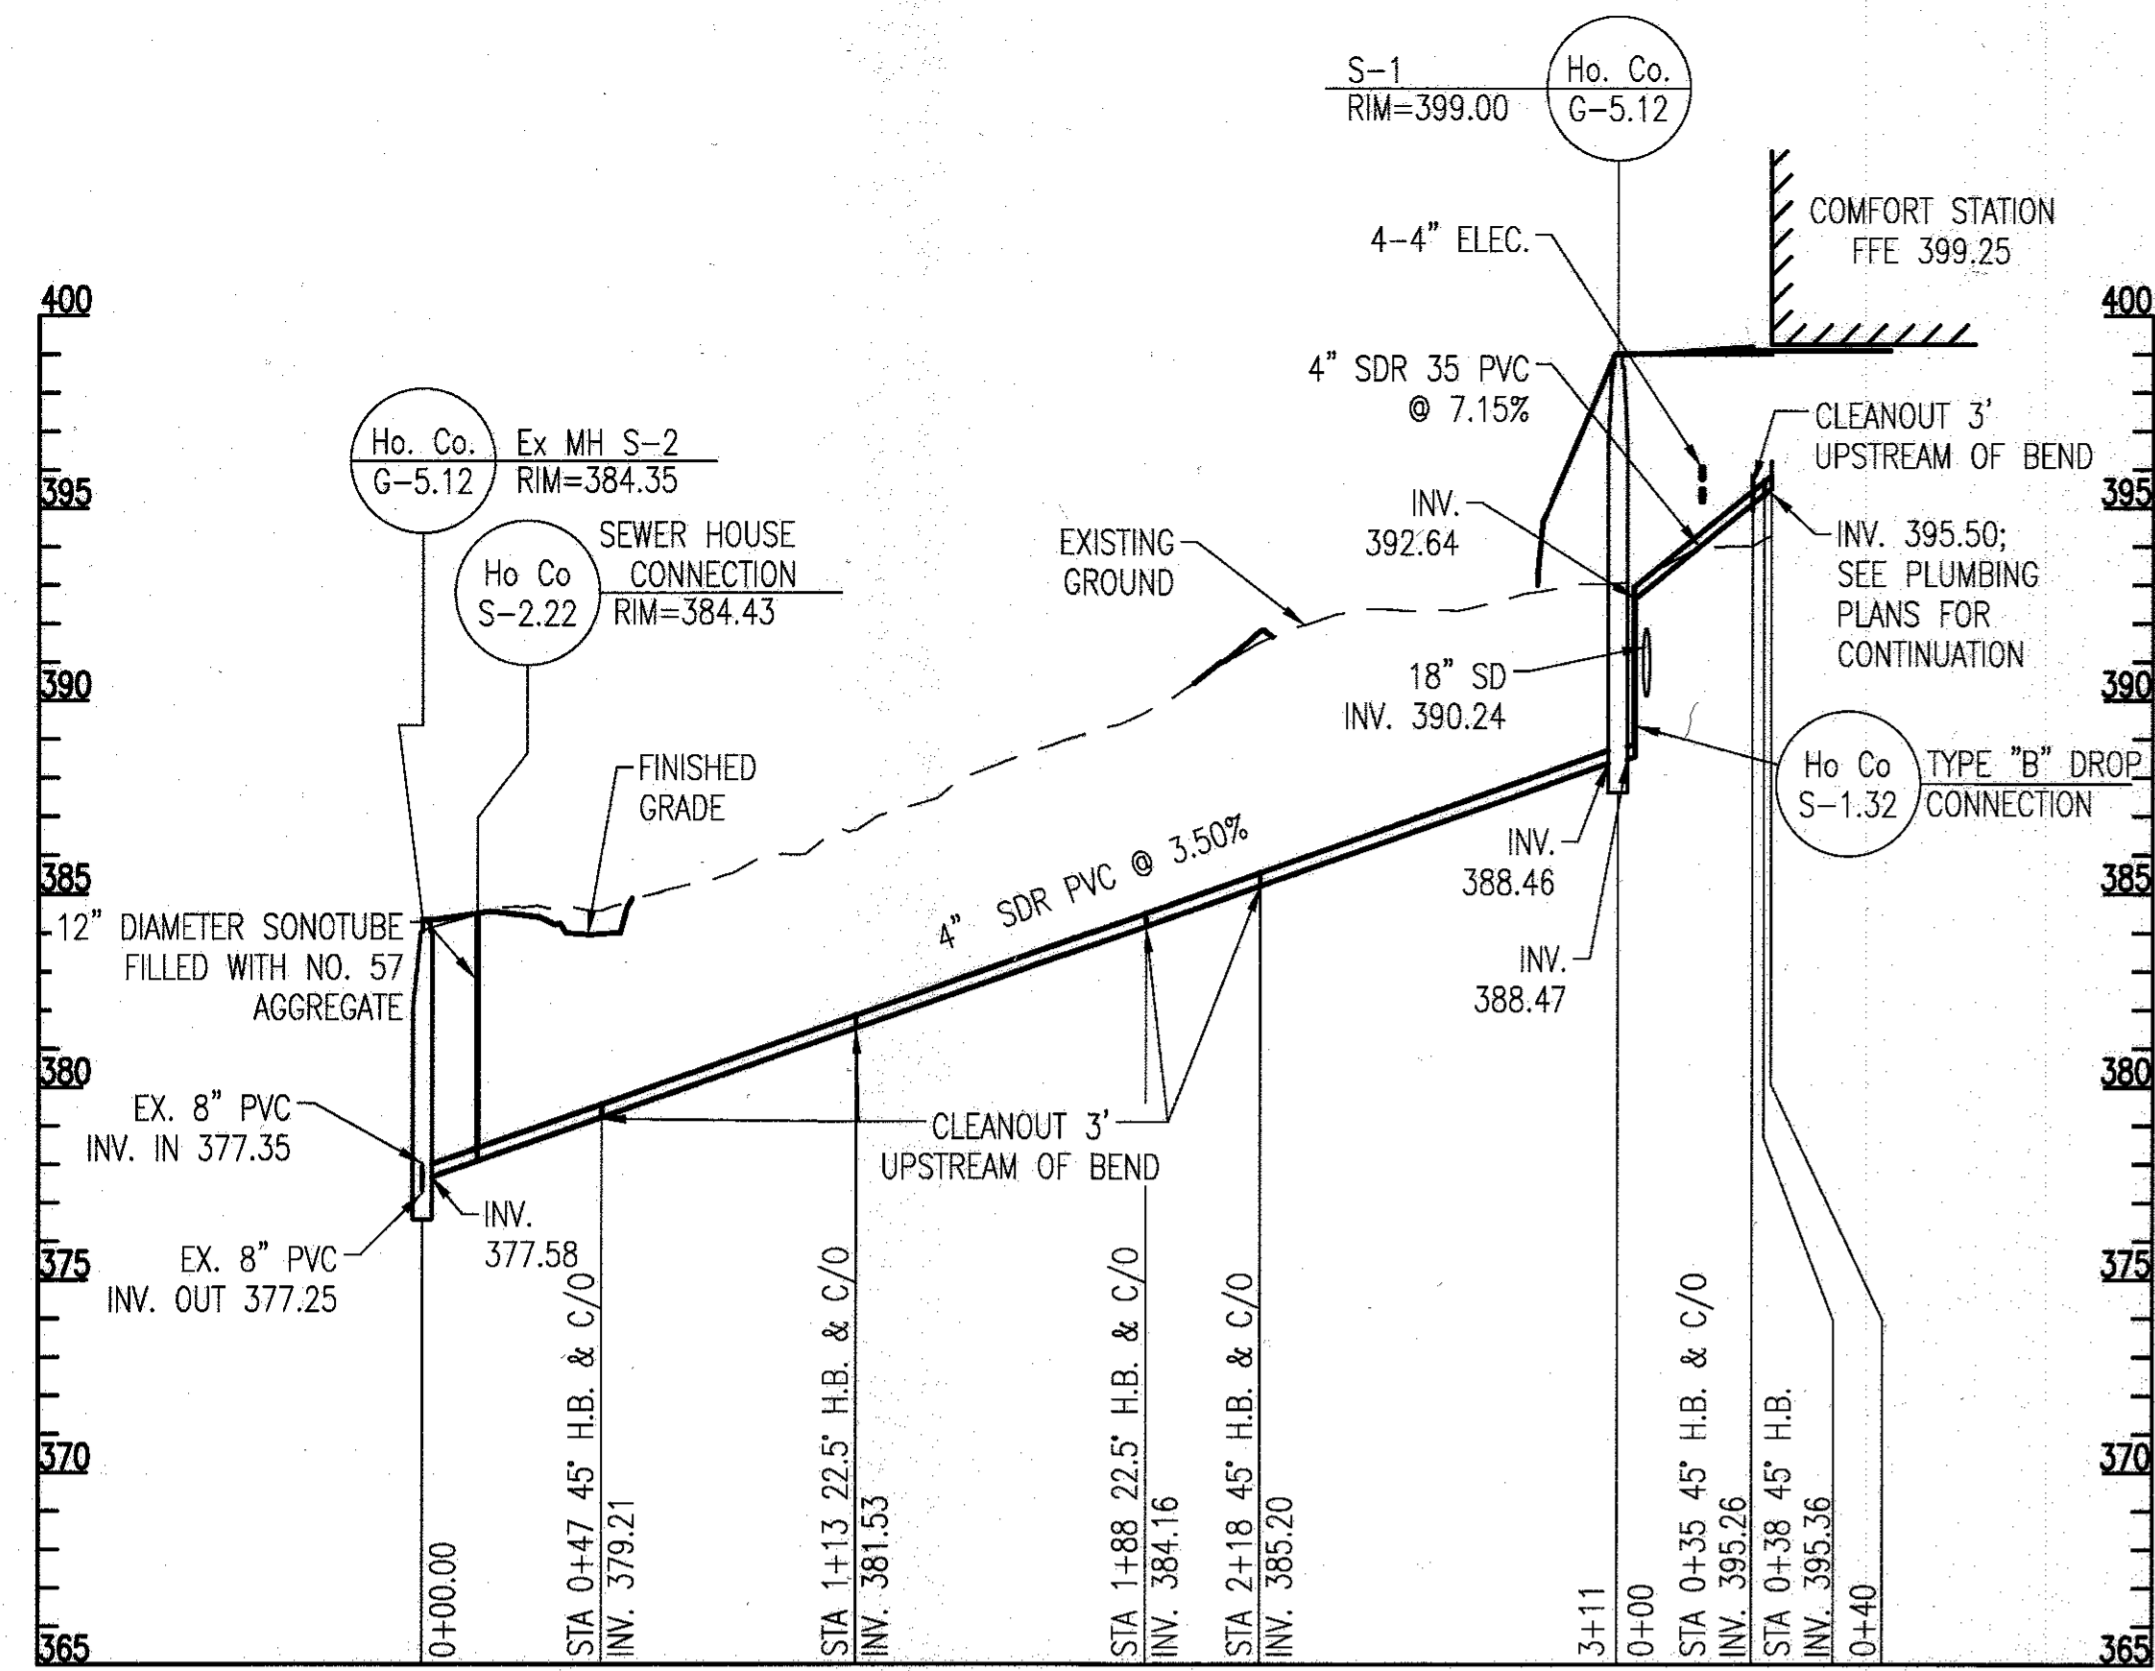 S-1
RIM=399.00
Ho. Co.
G-5.12
COMFORT STATION
FFE 399.25
4-4" ELEC.
400
400
4" SDR 35 PVC
@ 7.15%
CLEANOUT 3'
UPSTREAM OF BEND
Ho. Co.
G-5.12
Ex MH S-2
RIM=384.35
395
395
INV.
392.64
SEWER HOUSE
CONNECTION
RIM=384.43
Ho Co
S-2.22
EXISTING
GROUND
INV. 395.50;
SEE PLUMBING
PLANS FOR
CONTINUATION
390
390
18" SD
INV. 390.24
FINISHED
GRADE
Ho Co
S-1.32
TYPE "B" DROP
CONNECTION
4" SDR PVC @ 3.50%
INV.
388.46
385
385
12" DIAMETER SONOTUBE
FILLED WITH NO. 57
AGGREGATE
INV.
388.47
380
380
EX. 8" PVC
INV. IN 377.35
CLEANOUT 3'
UPSTREAM OF BEND
INV.
377.58
375
375
EX. 8" PVC
INV. OUT 377.25
370
370
365
365
0+00.00
STA 0+47 45° H.B. & C/O
INV. 379.21
STA 1+13 22.5° H.B. & C/O
INV. 381.53
STA 1+88 22.5° H.B. & C/O
INV. 384.16
STA 2+18 45° H.B. & C/O
INV. 385.20
3+11
0+00
STA 0+35 45° H.B. & C/O
INV. 395.26
STA 0+38 45° H.B.
INV. 395.36
0+40